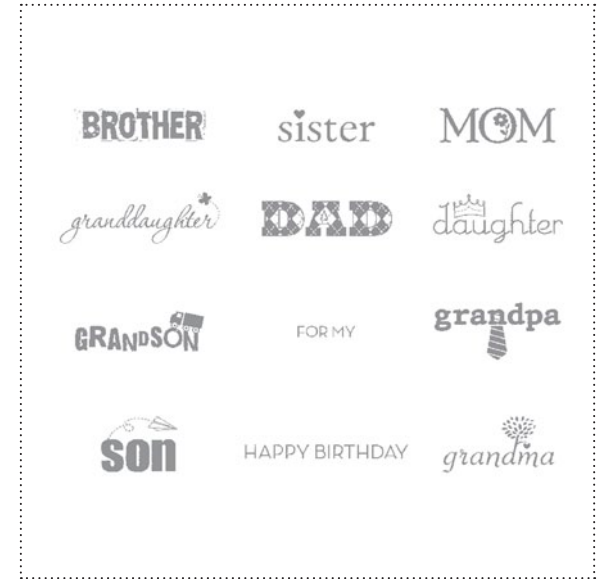 BROTHER
sister
MOM
granddaughter
DAD
daughter
GRANDSON
FOR MY
grandpa
son
HAPPY BIRTHDAY
grandma